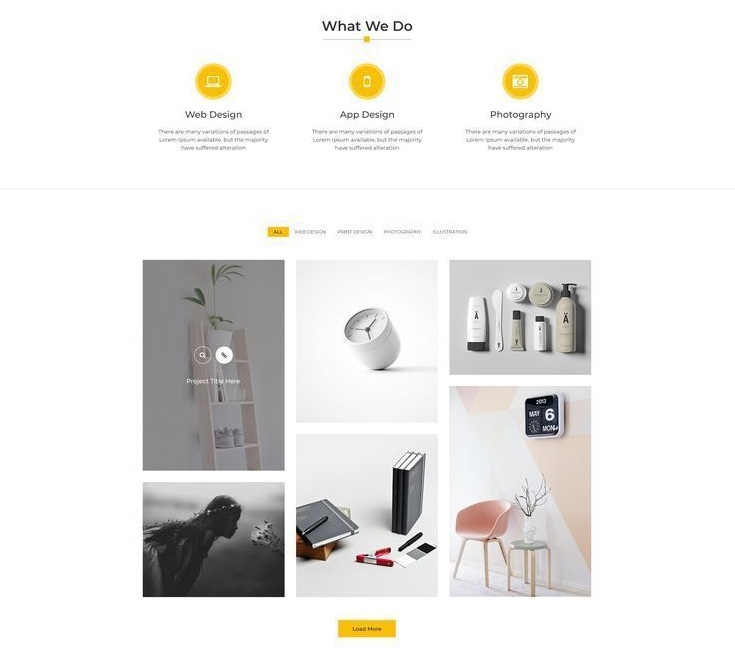 What We Do
Web Design
There are many variations of passages of
Lorem Ipsum available, but the majority
have suffered alteration
App Design
There are many variations of passages of
Lorem Ipsum available, but the majority
have suffered alteration
Photography
There are many variations of passages of
Lorem Ipsum available, but the majority
have suffered alteration
ALL WEB DESIGN PRINT DESIGN PHOTOGRAPHY ILLUSTRATION
Project Title Here
2013
MAY 6
MON
Load More